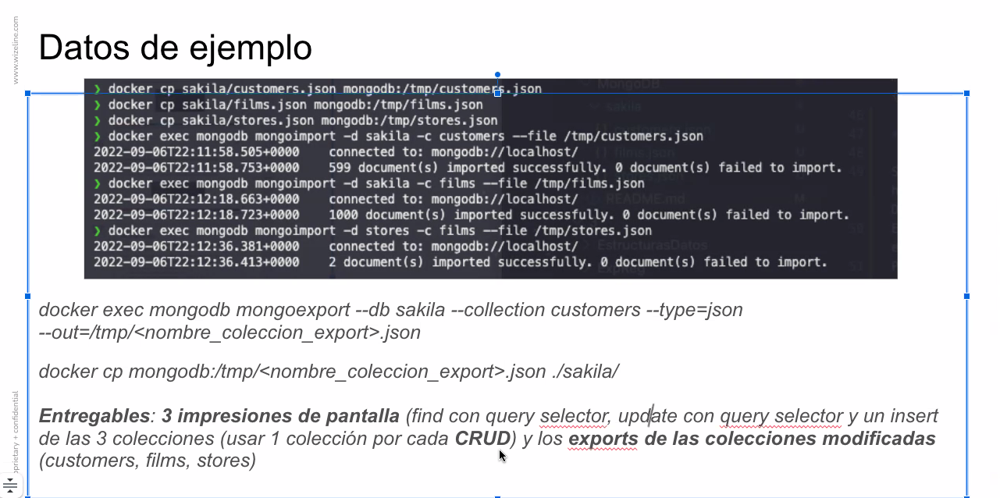 www.wizeline.com
Datos de ejemplo
❯ docker cp sakila/customers.json mongodb:/tmp/customers.json
❯ docker cp sakila/films.json mongodb:/tmp/films.json
❯ docker cp sakila/stores.json mongodb:/tmp/stores.json
❯ docker exec mongodb mongoimport -d sakila -c customers --file /tmp/customers.json
2022-09-06T22:11:58.505+0000    connected to: mongodb://localhost/
2022-09-06T22:11:58.753+0000    599 document(s) imported successfully. 0 document(s) failed to import.
❯ docker exec mongodb mongoimport -d sakila -c films --file /tmp/films.json
2022-09-06T22:12:18.663+0000    connected to: mongodb://localhost/
2022-09-06T22:12:18.723+0000    1000 document(s) imported successfully. 0 document(s) failed to import.
❯ docker exec mongodb mongoimport -d stores -c films --file /tmp/stores.json
2022-09-06T22:12:36.381+0000    connected to: mongodb://localhost/
2022-09-06T22:12:36.413+0000    2 document(s) imported successfully. 0 document(s) failed to import.
MongoDB
sakila
films.json
README.md
EstructurasDatos
docker exec mongodb mongoexport --db sakila --collection customers --type=json
--out=/tmp/<nombre_coleccion_export>.json
docker cp mongodb:/tmp/<nombre_coleccion_export>.json ./sakila/
Entregables: 3 impresiones de pantalla (find con query selector, update con query selector y un insert
de las 3 colecciones (usar 1 colección por cada CRUD) y los exports de las colecciones modificadas
(customers, films, stores)
oprietary + confidential